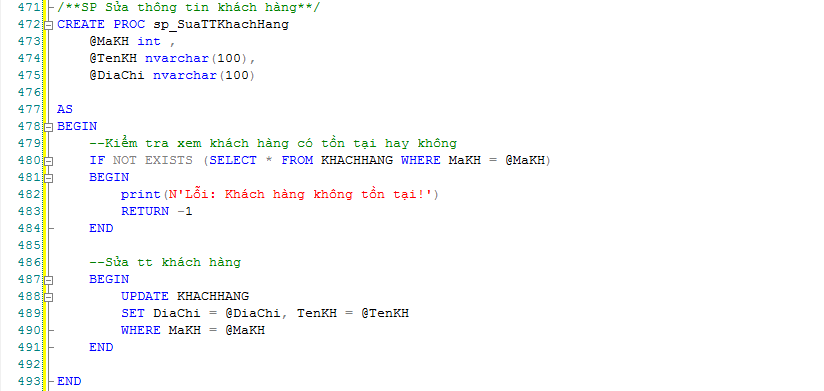 471 /**SP Sửa thông tin khách hàng**/
472 CREATE PROC sp_SuaTTKhachHang
473 @MaKH int ,
474 @TenKH nvarchar(100),
475 @DiaChi nvarchar(100)
476
477 AS
478 BEGIN
479 --Kiểm tra xem khách hàng có tồn tại hay không
480 IF NOT EXISTS (SELECT * FROM KHACHHANG WHERE MaKH = @MaKH)
481 BEGIN
482 print(N'Lỗi: Khách hàng không tồn tại!')
483 RETURN -1
484 END
485
486 --Sửa tt khách hàng
487 BEGIN
488 UPDATE KHACHHANG
489 SET DiaChi = @DiaChi, TenKH = @TenKH
490 WHERE MaKH = @MaKH
491 END
492
493 END